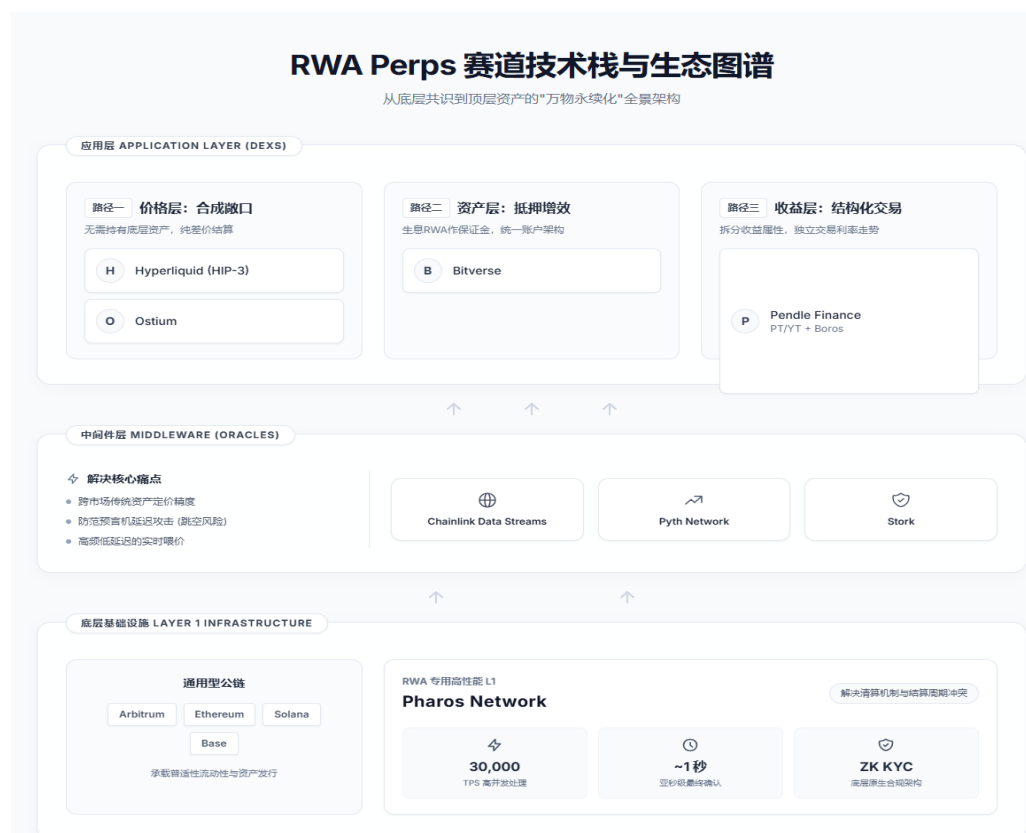 RWA Perps 赛道技术栈与生态图谱
从底层共识到顶层资产的"万物永续化"全景架构
应用层 APPLICATION LAYER (DEXS)
路径一 价格层：合成敞口
无需持有底层资产，纯差价结算
H Hyperliquid (HIP-3)
O Ostium
路径二 资产层：抵押增效
生息RWA作保证金，统一账户架构
B Bitverse
路径三 收益层：结构化交易
拆分收益属性，独立交易利率走势
P Pendle Finance
PT/YT + Boros
中间件层 MIDDLEWARE (ORACLES)
解决核心痛点
跨市场传统资产定价精度
防范预言机延迟攻击 (跳空风险)
高频低延迟的实时喂价
Chainlink Data Streams
Pyth Network
Stork
底层基础设施 LAYER 1 INFRASTRUCTURE
通用型公链
Arbitrum Ethereum Solana
Base
承载普适性流动性与资产发行
RWA 专用高性能 L1
Pharos Network
解决清算机制与结算周期冲突
30,000
TPS 高并发处理
~1 秒
亚秒级最终确认
ZK KYC
底层原生合规架构